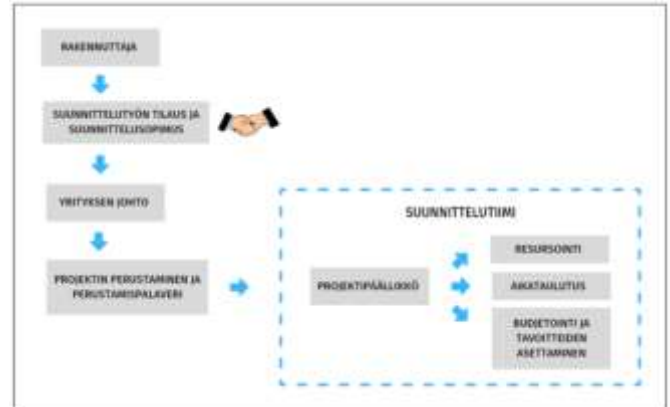 RAKENNUTTAJA
SUUNNITTELUTYÖN TILAUS JA
SUUNNITTELUSOPIMUS
YRITYKSEN JOHTO
PROJEKTIN PERUSTAMINEN JA
PERUSTAMISPALAVERI
SUUNNITTELUTIIMI
PROJEKTIPÄÄLLIKKÖ
RESURSOINTI
AIKATAULUTUS
BUDJETOINTI JA
TAVOITTEIDEN
ASETTAMINEN